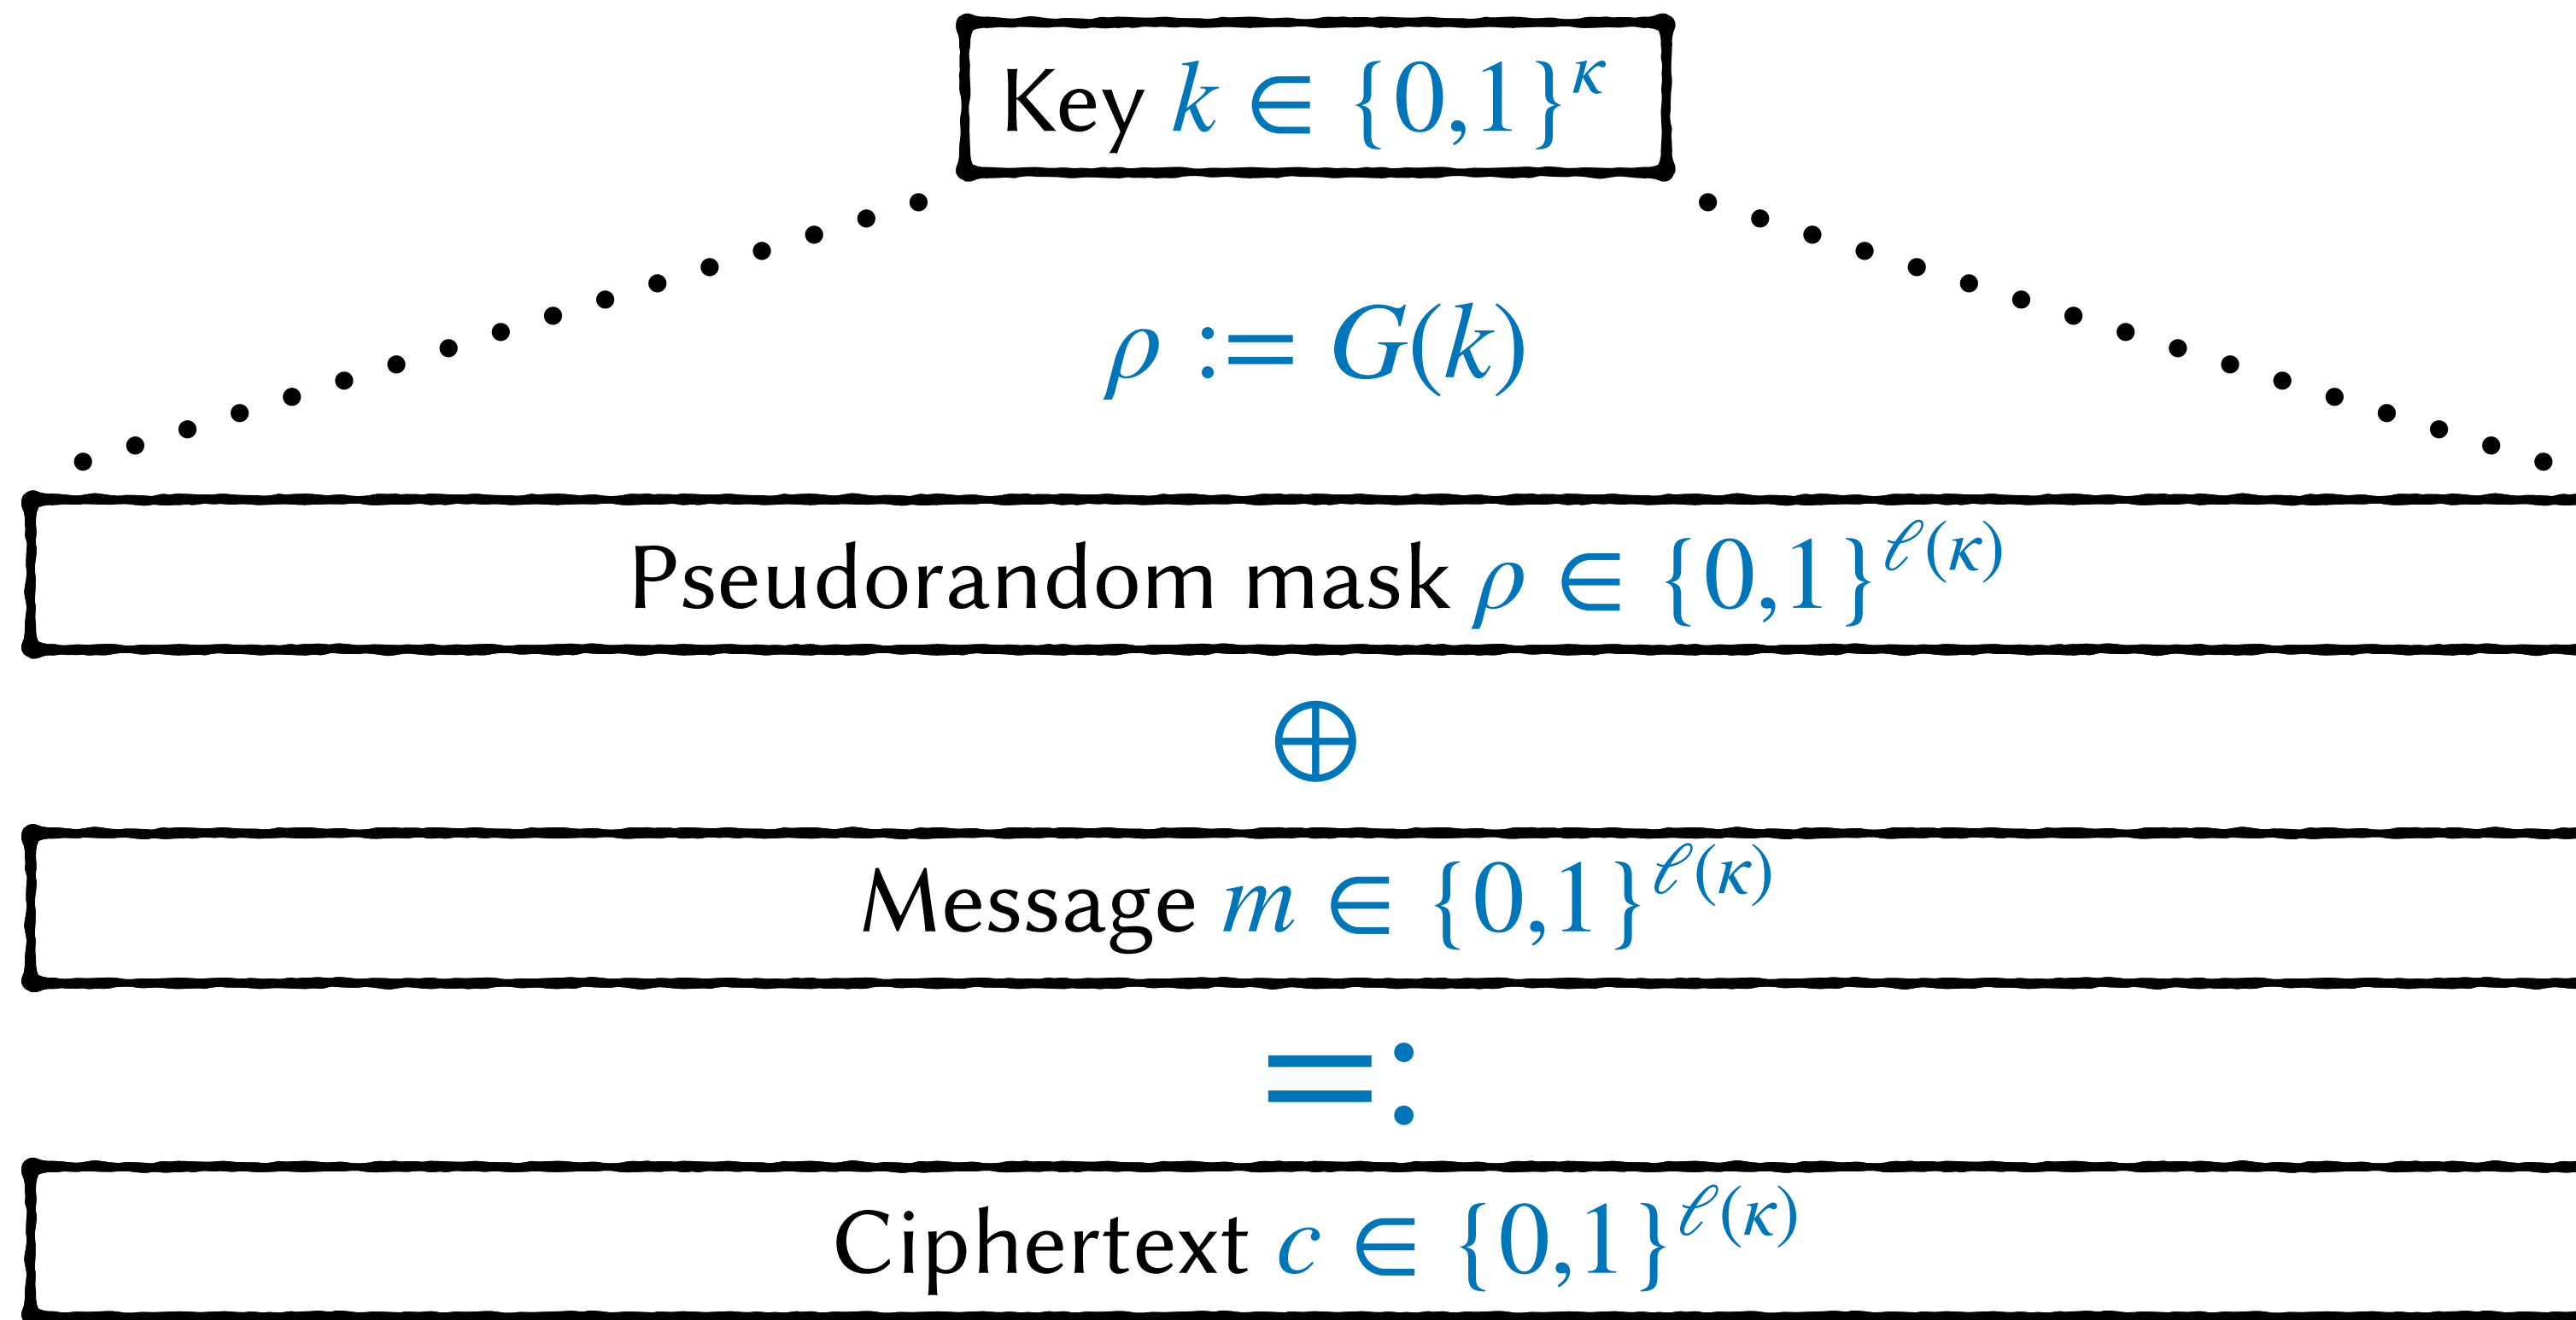 Key k ∈ {0,1}^κ
ρ := G(k)
Pseudorandom mask ρ ∈ {0,1}^ℓ(κ)
⊕
Message m ∈ {0,1}^ℓ(κ)
=:
Ciphertext c ∈ {0,1}^ℓ(κ)